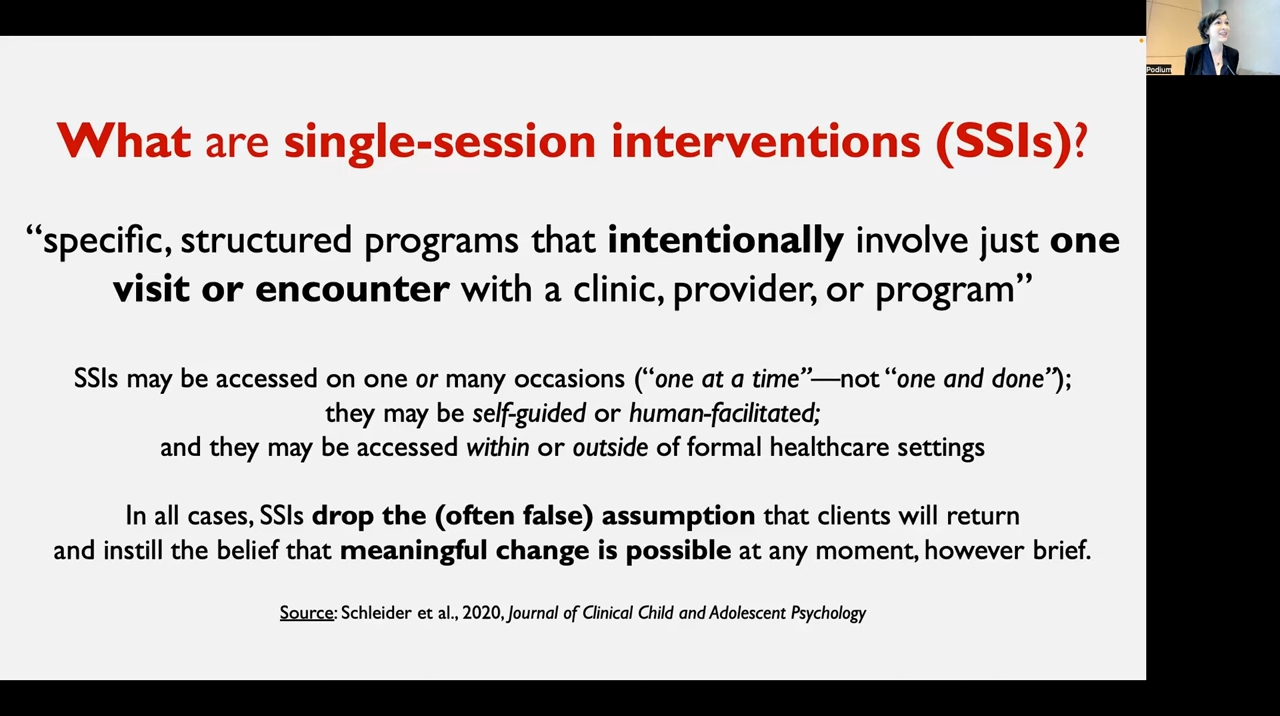 What are single-session interventions (SSIs)?
“specific, structured programs that intentionally involve just one
visit or encounter with a clinic, provider, or program”
SSIs may be accessed on one or many occasions (“one at a time”—not “one and done”);
they may be self-guided or human-facilitated;
and they may be accessed within or outside of formal healthcare settings
In all cases, SSIs drop the (often false) assumption that clients will return
and instill the belief that meaningful change is possible at any moment, however brief.
Source: Schleider et al., 2020, Journal of Clinical Child and Adolescent Psychology
Podium